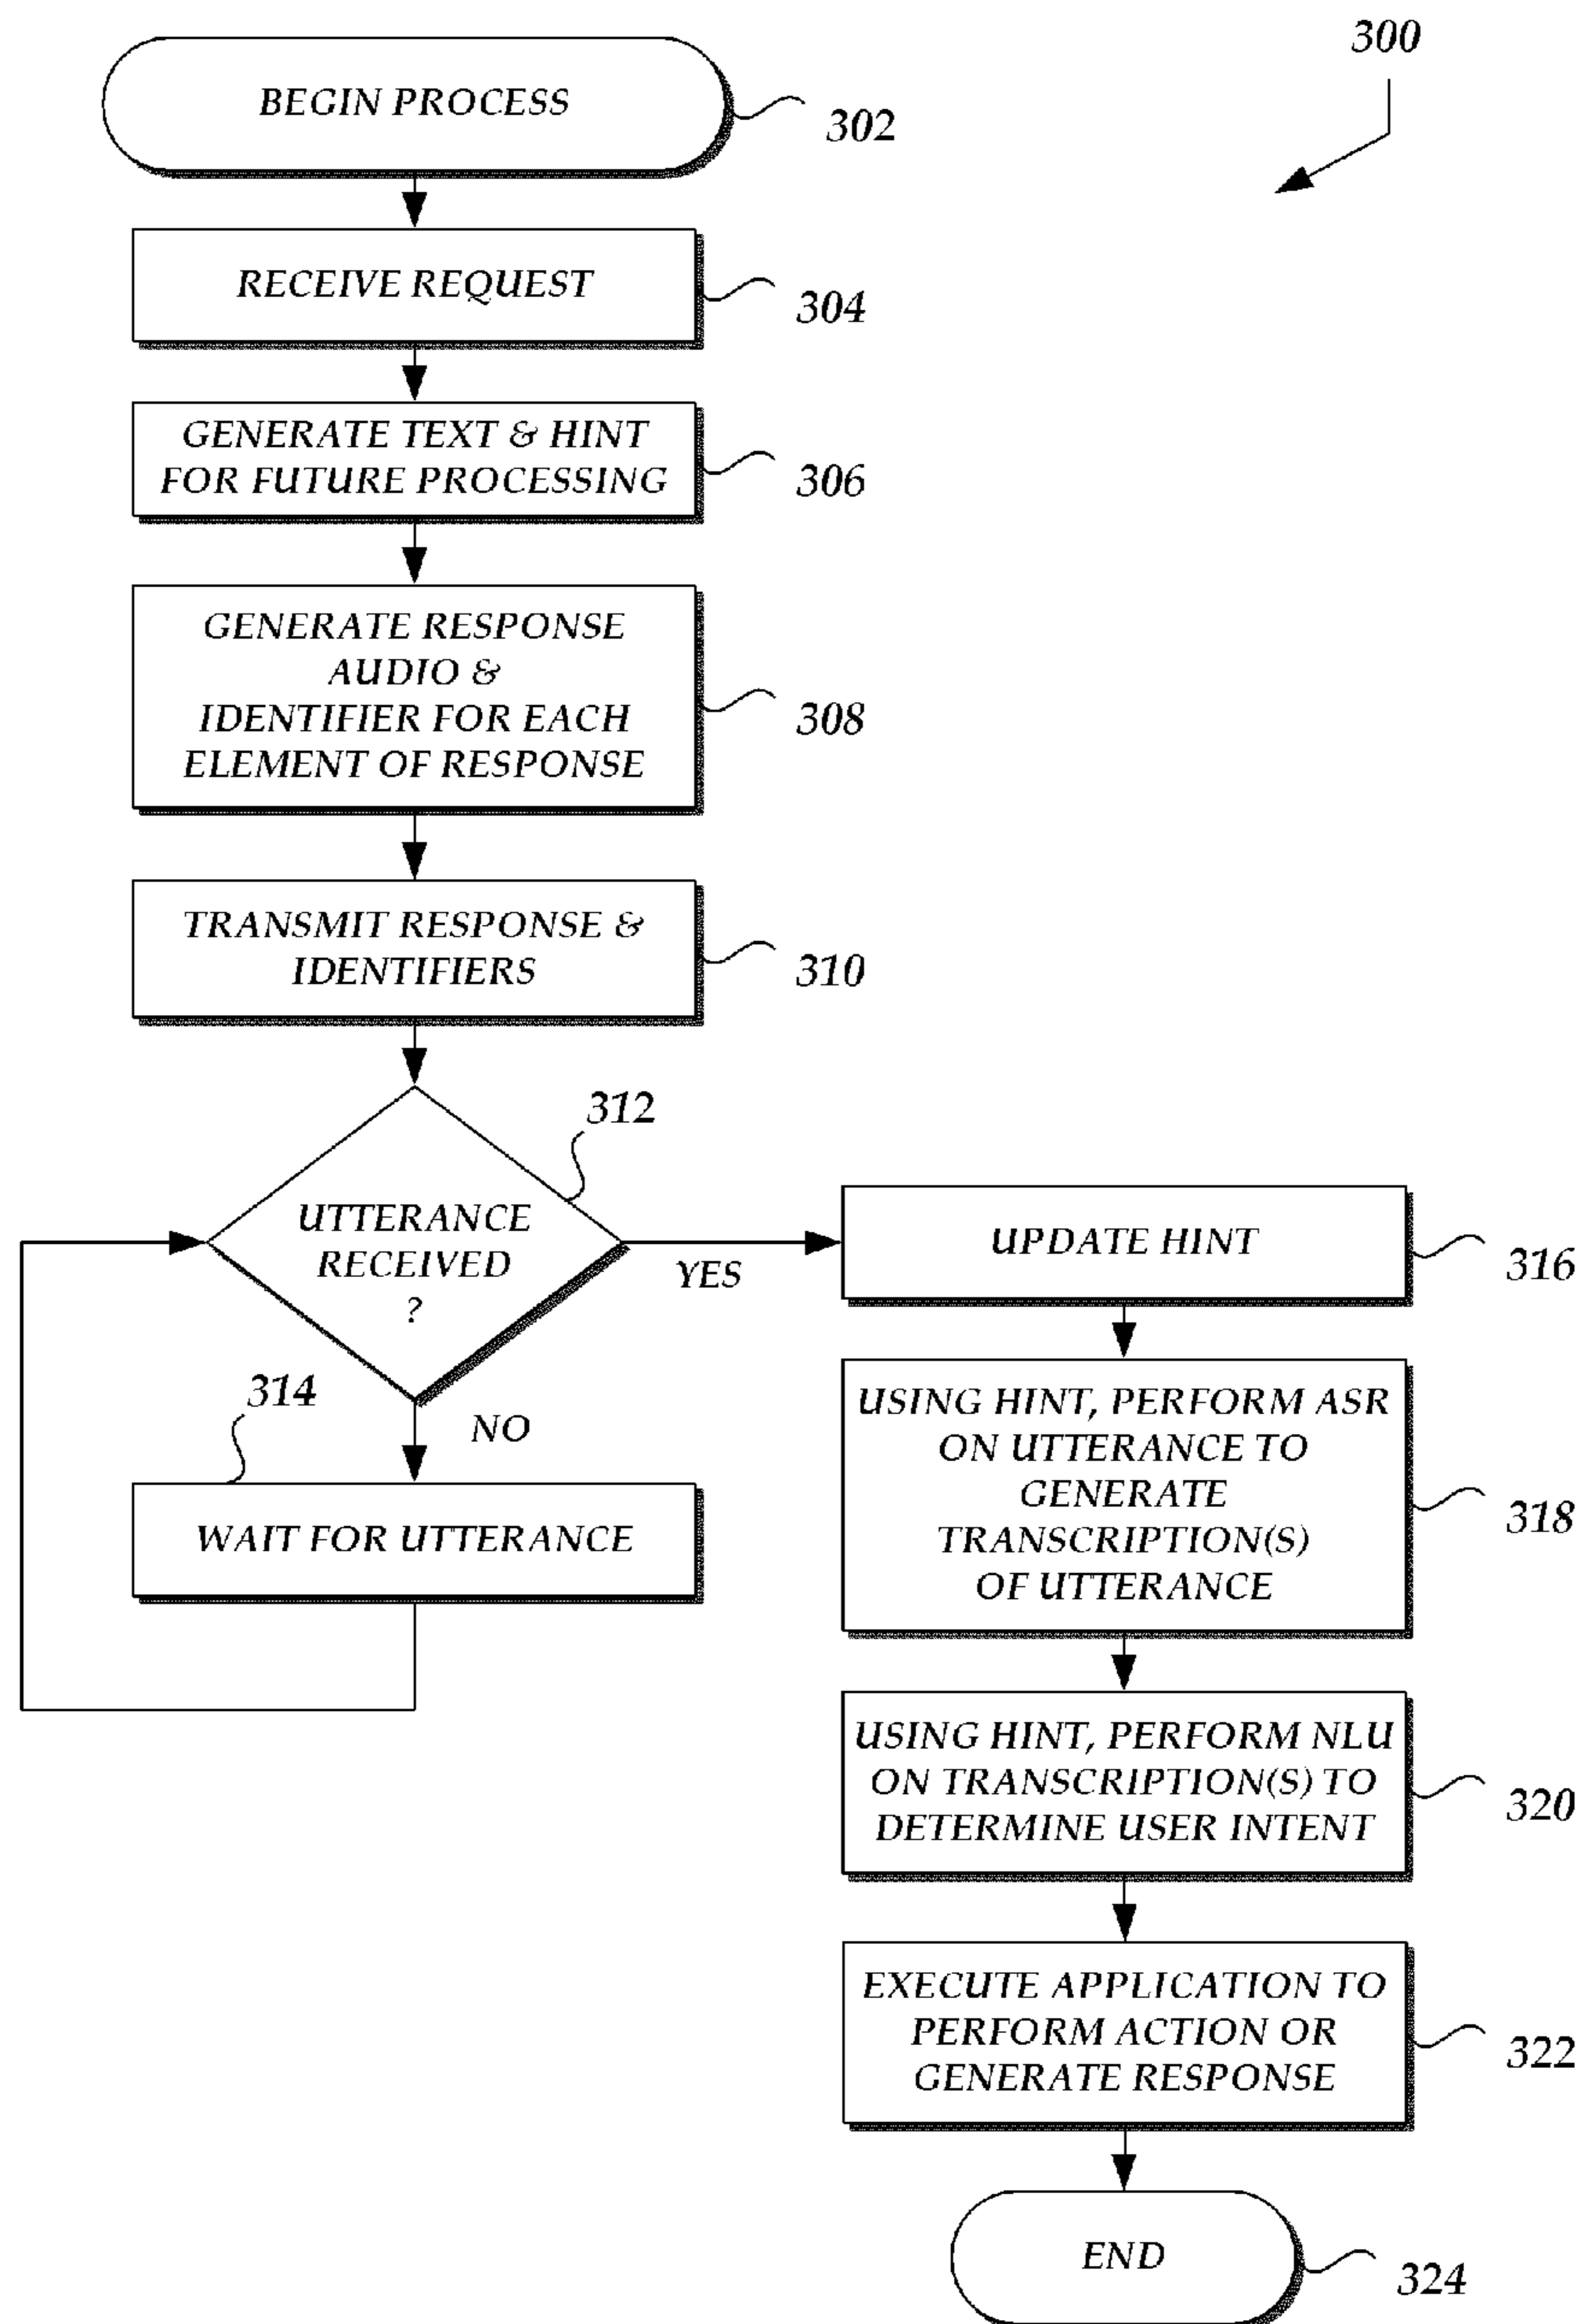 300
BEGIN PROCESS
302
RECEIVE REQUEST
304
GENERATE TEXT & HINT
FOR FUTURE PROCESSING
306
GENERATE RESPONSE
AUDIO &
IDENTIFIER FOR EACH
ELEMENT OF RESPONSE
308
TRANSMIT RESPONSE &
IDENTIFIERS
310
312
UTTERANCE
RECEIVED
?
YES
NO
314
WAIT FOR UTTERANCE
UPDATE HINT
316
USING HINT, PERFORM ASR
ON UTTERANCE TO
GENERATE
TRANSCRIPTION(S)
OF UTTERANCE
318
USING HINT, PERFORM NLU
ON TRANSCRIPTION(S) TO
DETERMINE USER INTENT
320
EXECUTE APPLICATION TO
PERFORM ACTION OR
GENERATE RESPONSE
322
END
324